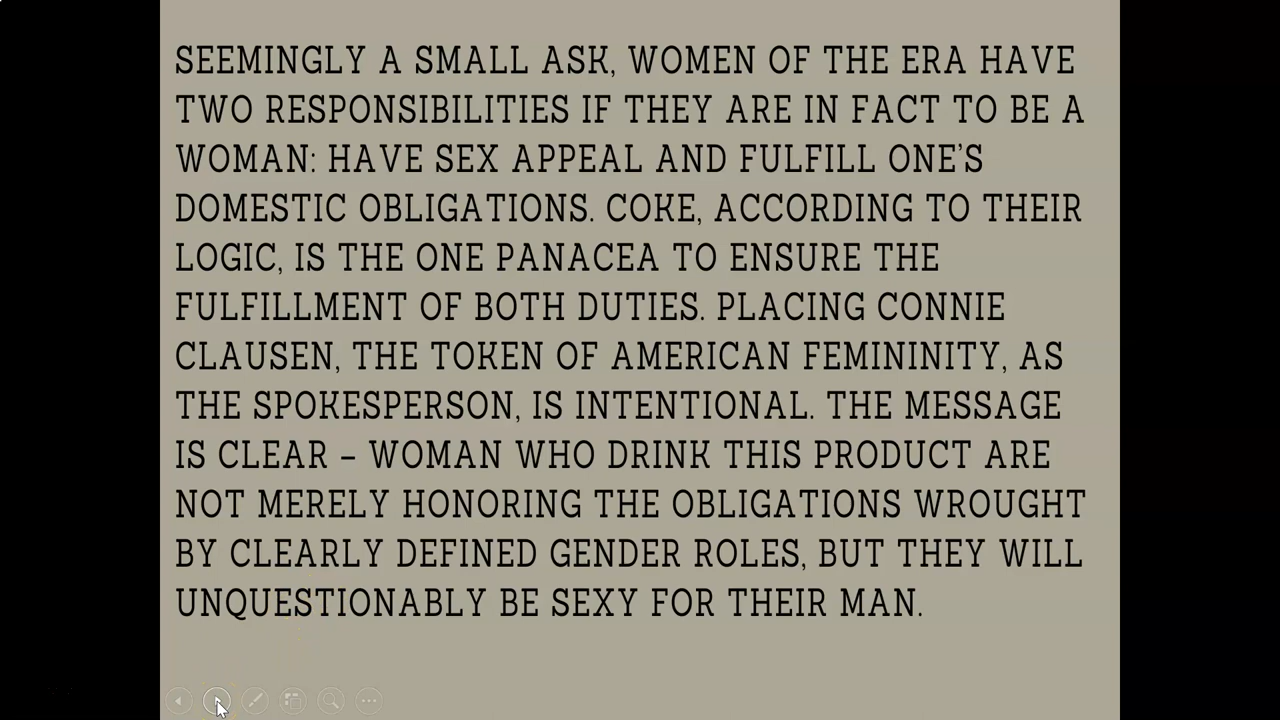 SEEMINGLY A SMALL ASK, WOMEN OF THE ERA HAVE
TWO RESPONSIBILITIES IF THEY ARE IN FACT TO BE A
WOMAN: HAVE SEX APPEAL AND FULFILL ONE’S
DOMESTIC OBLIGATIONS. COKE, ACCORDING TO THEIR
LOGIC, IS THE ONE PANACEA TO ENSURE THE
FULFILLMENT OF BOTH DUTIES. PLACING CONNIE
CLAUSEN, THE TOKEN OF AMERICAN FEMININITY, AS
THE SPOKESPERSON, IS INTENTIONAL. THE MESSAGE
IS CLEAR – WOMAN WHO DRINK THIS PRODUCT ARE
NOT MERELY HONORING THE OBLIGATIONS WROUGHT
BY CLEARLY DEFINED GENDER ROLES, BUT THEY WILL
UNQUESTIONABLY BE SEXY FOR THEIR MAN.